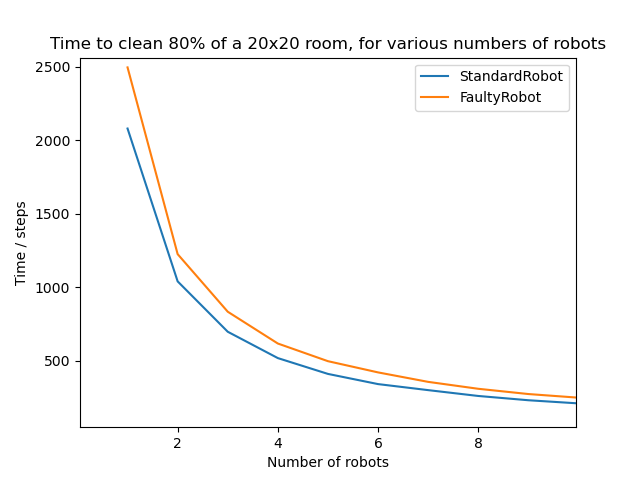 Time to clean 80% of a 20x20 room, for various numbers of robots
2500
2000
1500
1000
500
Time / steps
StandardRobot
FaultyRobot
2 4 6 8
Number of robots